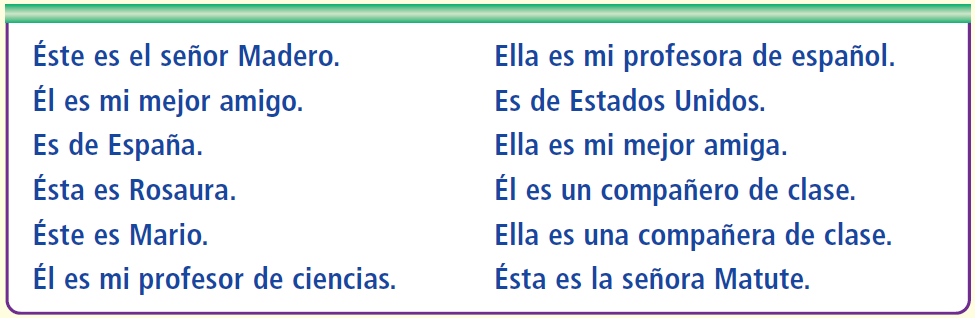 Éste es el señor Madero.
Él es mi mejor amigo.
Es de España.
Ésta es Rosaura.
Éste es Mario.
Él es mi profesor de ciencias.
Ella es mi profesora de español.
Es de Estados Unidos.
Ella es mi mejor amiga.
Él es un compañero de clase.
Ella es una compañera de clase.
Ésta es la señora Matute.